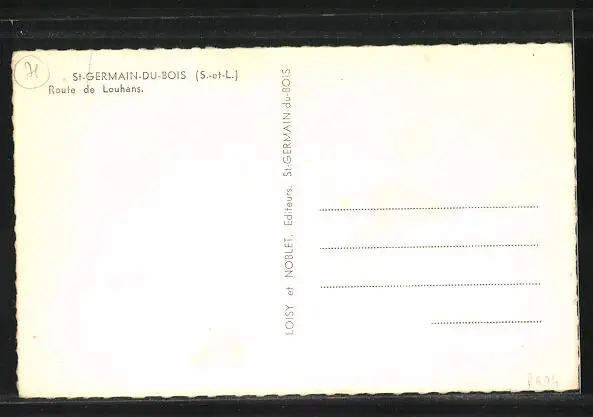 St-GERMAIN-DU-BOIS (S.-et-L.)
Route de Louhans.
LOISY et NOBLET, Editeurs. St-GERMAIN-du-BOIS